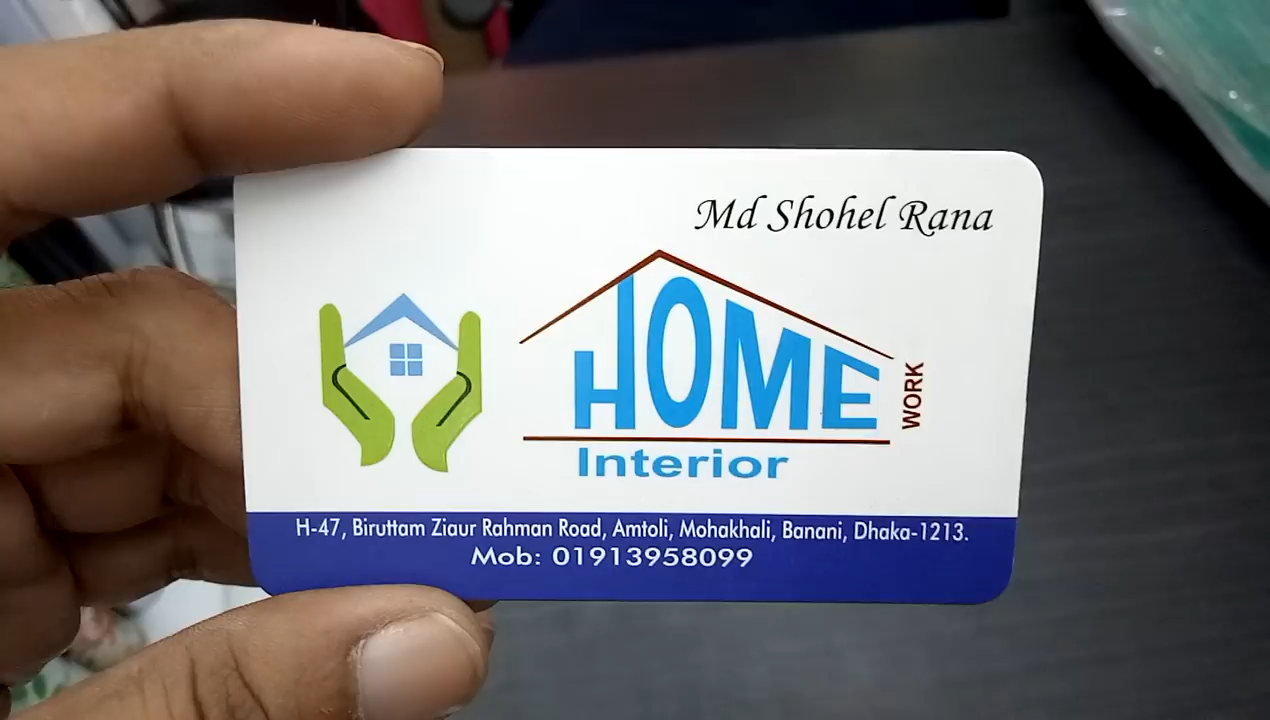 Md Shohel Rana
HOME
WORK
Interior
H-47, Biruttam Ziaur Rahman Road, Amtoli, Mohakhali, Banani, Dhaka-1213.
Mob: 01913958099